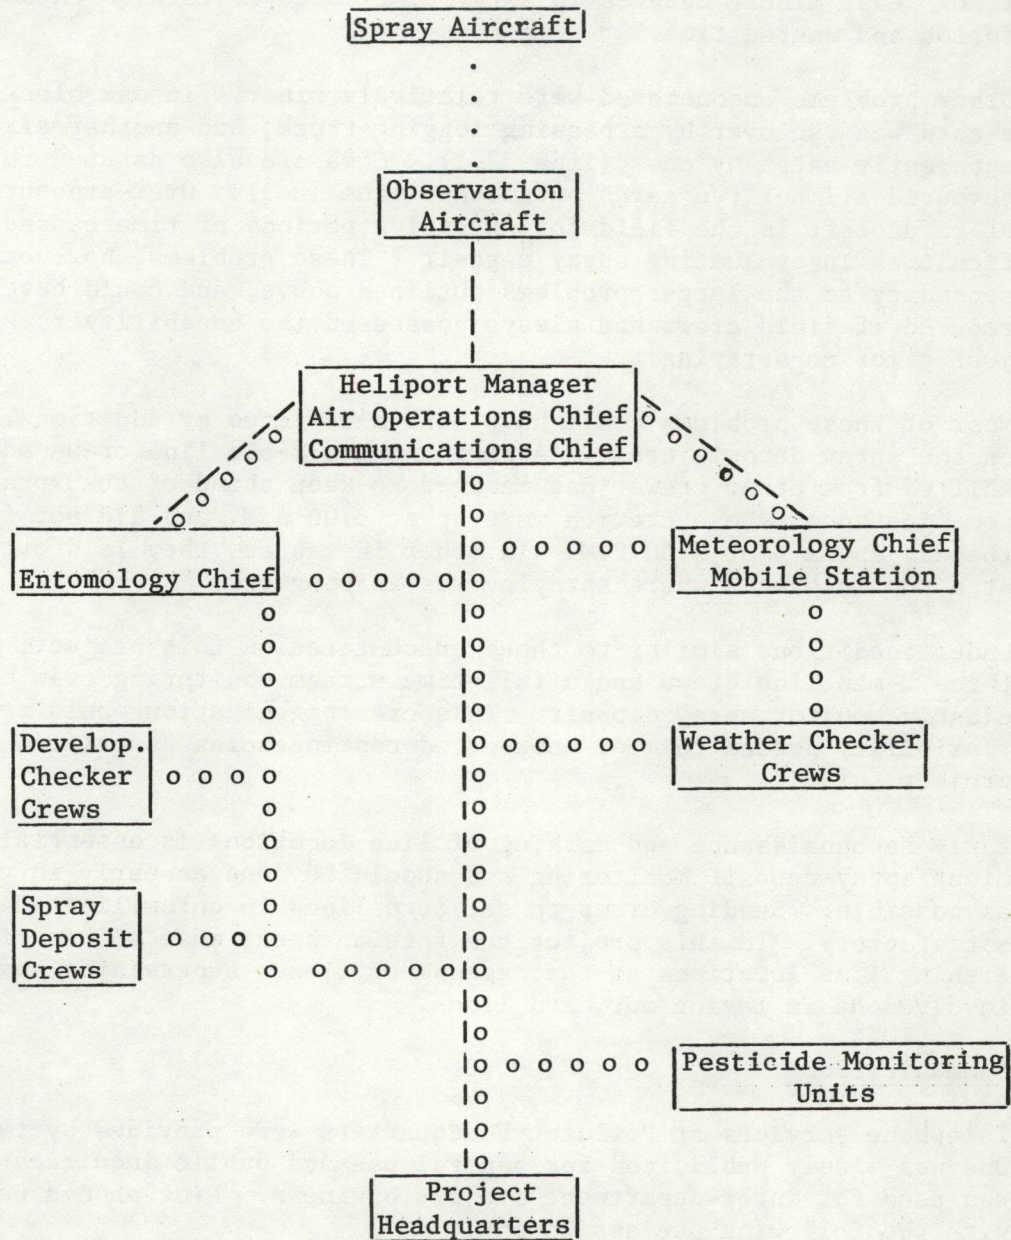 Spray Aircraft
Observation
Aircraft
Heliport Manager
Air Operations Chief
Communications Chief
Entomology Chief
Meteorology Chief
Mobile Station
Develop.
Checker
Crews
Weather Checker
Crews
Spray
Deposit
Crews
Pesticide Monitoring
Units
Project
Headquarters